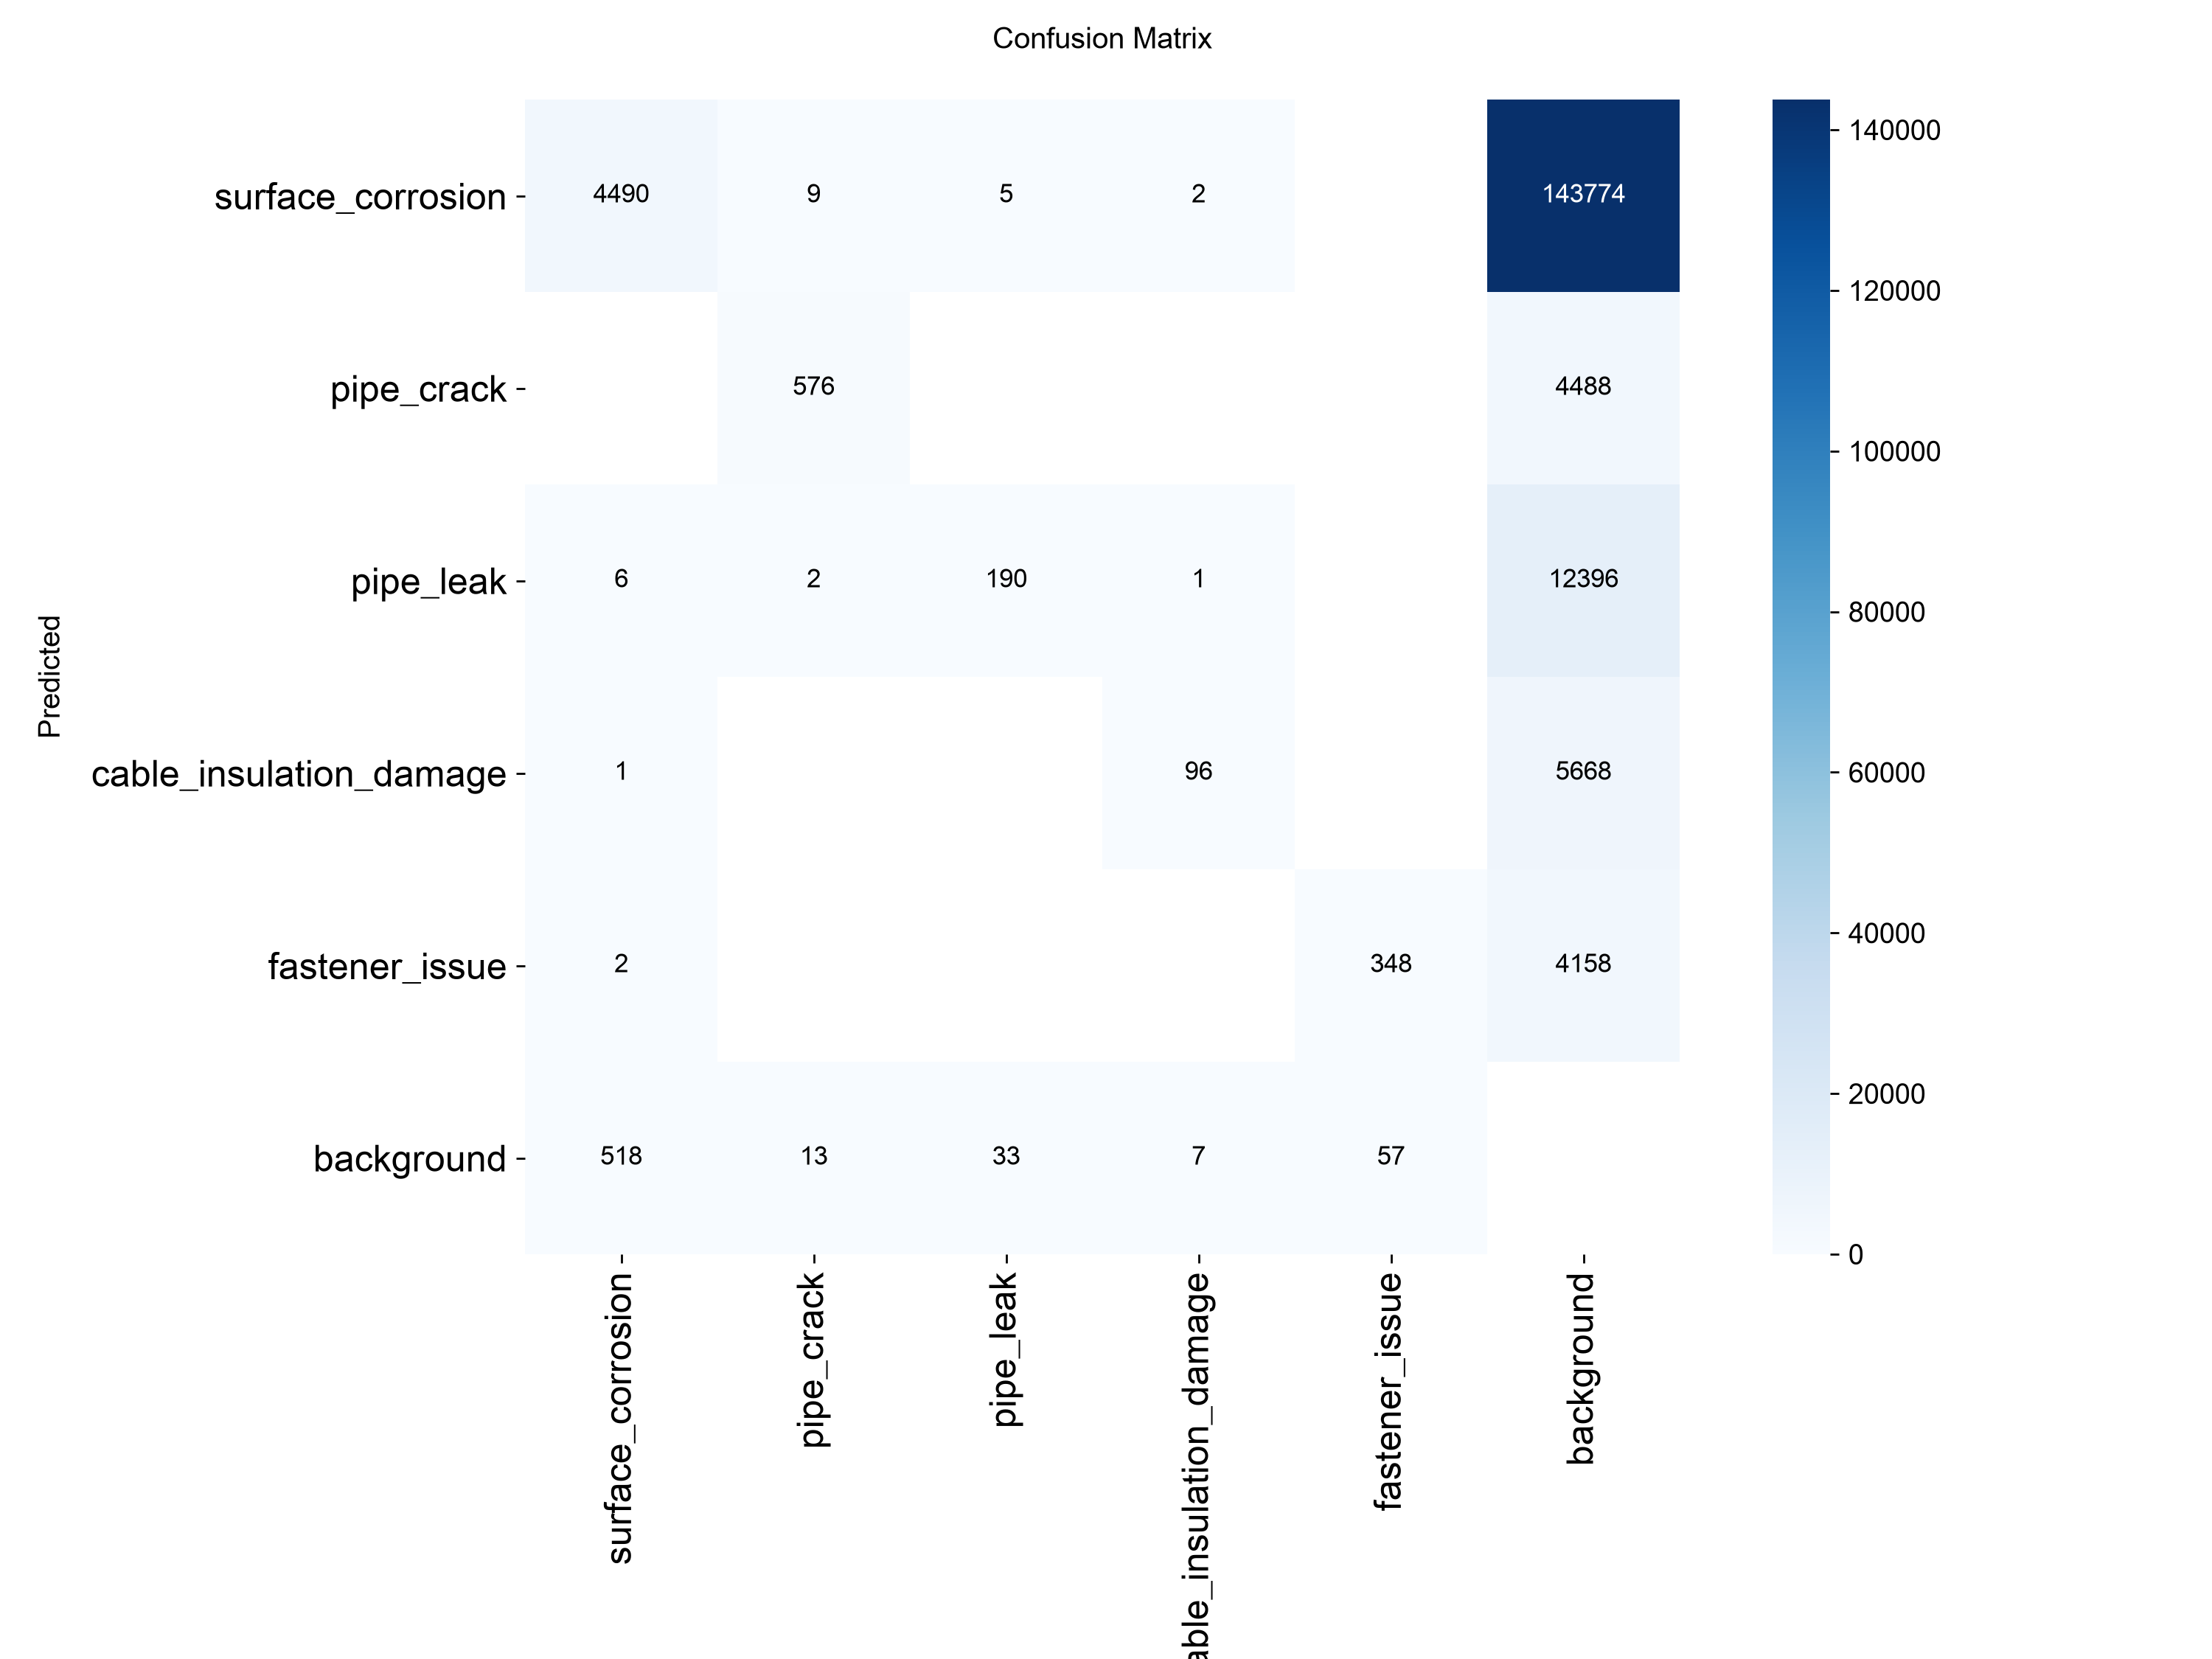 Confusion Matrix
Predicted
surface_corrosion 4490 9 5 2 143774
pipe_crack 576 4488
pipe_leak 6 2 190 1 12396
cable_insulation_damage 1 96 5668
fastener_issue 2 348 4158
background 518 13 33 7 57
surface_corrosion
pipe_crack
pipe_leak
able_insulation_damage
fastener_issue
background
140000
120000
100000
80000
60000
40000
20000
0